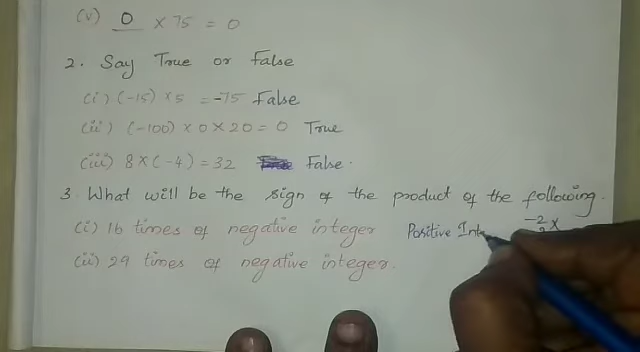 (v) 0 × 75 = 0
2. Say True or False
(i) (-15) × 5 = -75 False
(ii) (-100) × 0 × 20 = 0 True
(iii) 8 × (-4) = 32 False.
3. What will be the sign of the product of the following.
(i) 16 times of negative integer Positive Inte -2 ×
(ii) 29 times of negative integer.